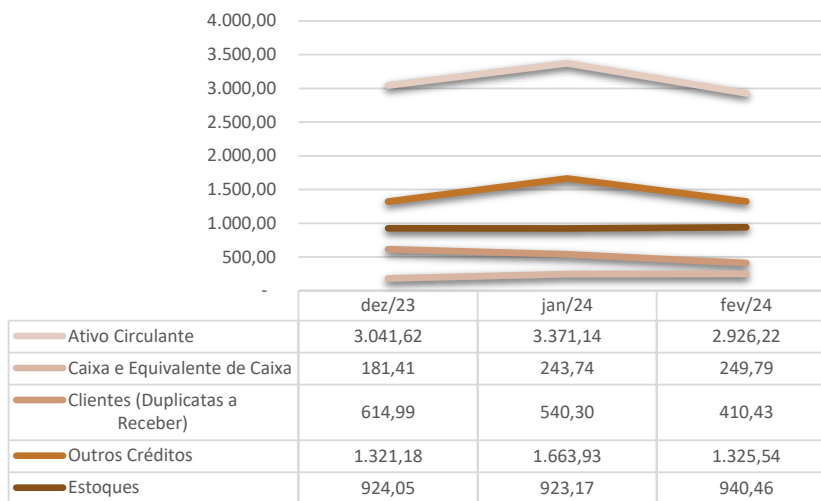 4.000,00
3.500,00
3.000,00
2.500,00
2.000,00
1.500,00
1.000,00
500,00
-
dez/23 jan/24 fev/24
Ativo Circulante 3.041,62 3.371,14 2.926,22
Caixa e Equivalente de Caixa 181,41 243,74 249,79
Clientes (Duplicatas a
Receber) 614,99 540,30 410,43
Outros Créditos 1.321,18 1.663,93 1.325,54
Estoques 924,05 923,17 940,46